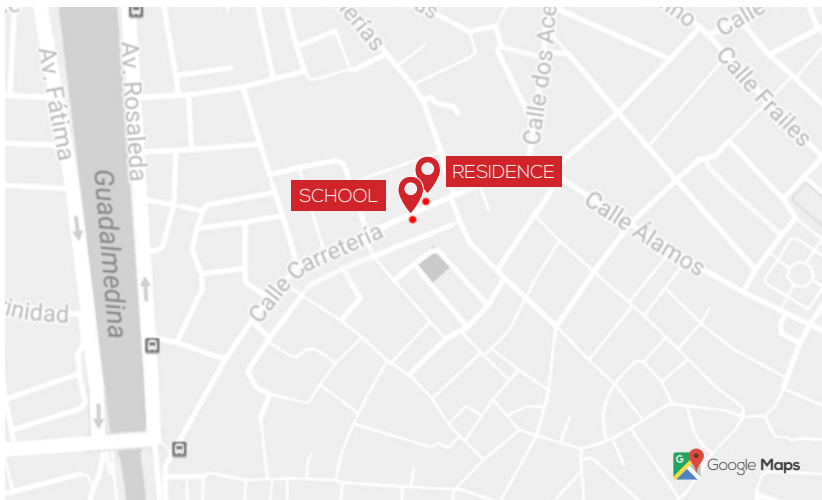 Calle
Calle dos Ace
Calle Frailes
Av. Fátima
Av. Rosaleda
Guadalmedina
RESIDENCE
SCHOOL
Calle Álamos
Calle Carretería
inidad
G
Google Maps